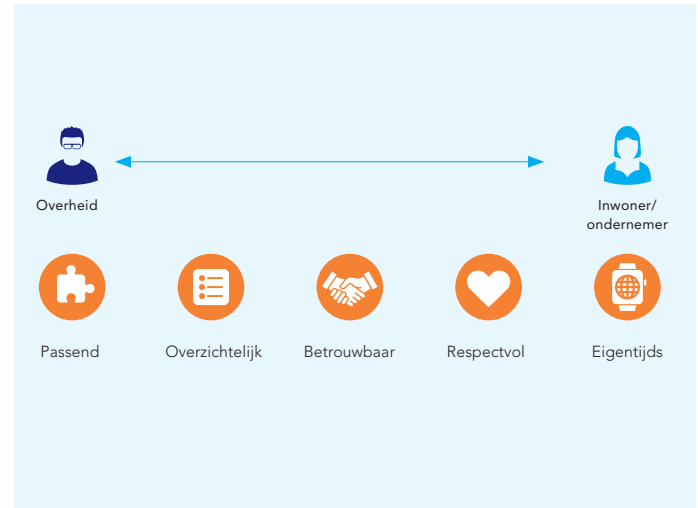 Overheid
Inwoner/
ondernemer
Passend
Overzichtelijk
Betrouwbaar
Respectvol
Eigentijds